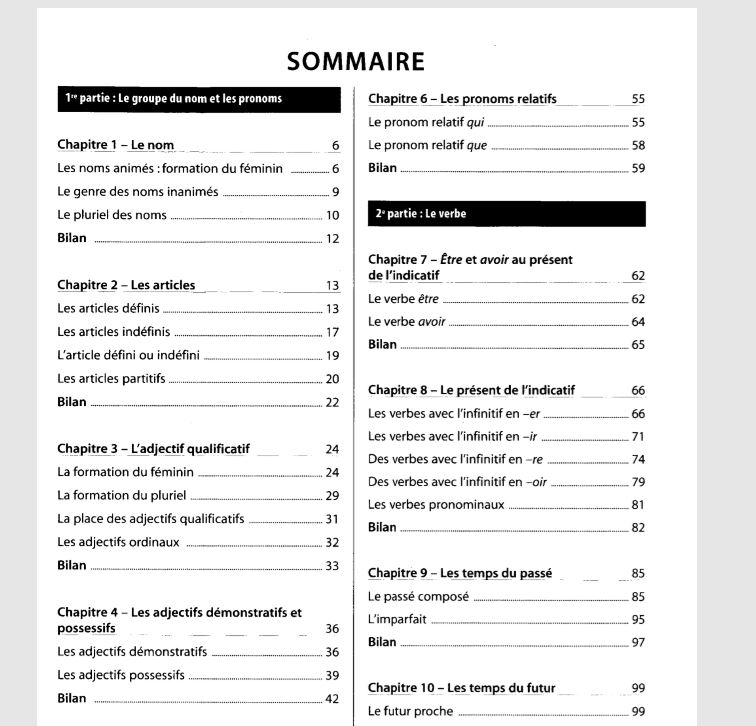 SOMMAIRE
1re partie : Le groupe du nom et les pronoms
Chapitre 1 – Le nom 6
Les noms animés : formation du féminin 6
Le genre des noms inanimés 9
Le pluriel des noms 10
Bilan 12
Chapitre 2 – Les articles 13
Les articles définis 13
Les articles indéfinis 17
L'article défini ou indéfini 19
Les articles partitifs 20
Bilan 22
Chapitre 3 – L'adjectif qualificatif 24
La formation du féminin 24
La formation du pluriel 29
La place des adjectifs qualificatifs 31
Les adjectifs ordinaux 32
Bilan 33
Chapitre 4 – Les adjectifs démonstratifs et
possessifs 36
Les adjectifs démonstratifs 36
Les adjectifs possessifs 39
Bilan 42
Chapitre 6 – Les pronoms relatifs 55
Le pronom relatif qui 55
Le pronom relatif que 58
Bilan 59
2e partie : Le verbe
Chapitre 7 – Être et avoir au présent
de l'indicatif 62
Le verbe être 62
Le verbe avoir 64
Bilan 65
Chapitre 8 – Le présent de l'indicatif 66
Les verbes avec l'infinitif en –er 66
Les verbes avec l'infinitif en –ir 71
Des verbes avec l'infinitif en –re 74
Des verbes avec l'infinitif en –oir 79
Les verbes pronominaux 81
Bilan 82
Chapitre 9 – Les temps du passé 85
Le passé composé 85
L'imparfait 95
Bilan 97
Chapitre 10 – Les temps du futur 99
Le futur proche 99